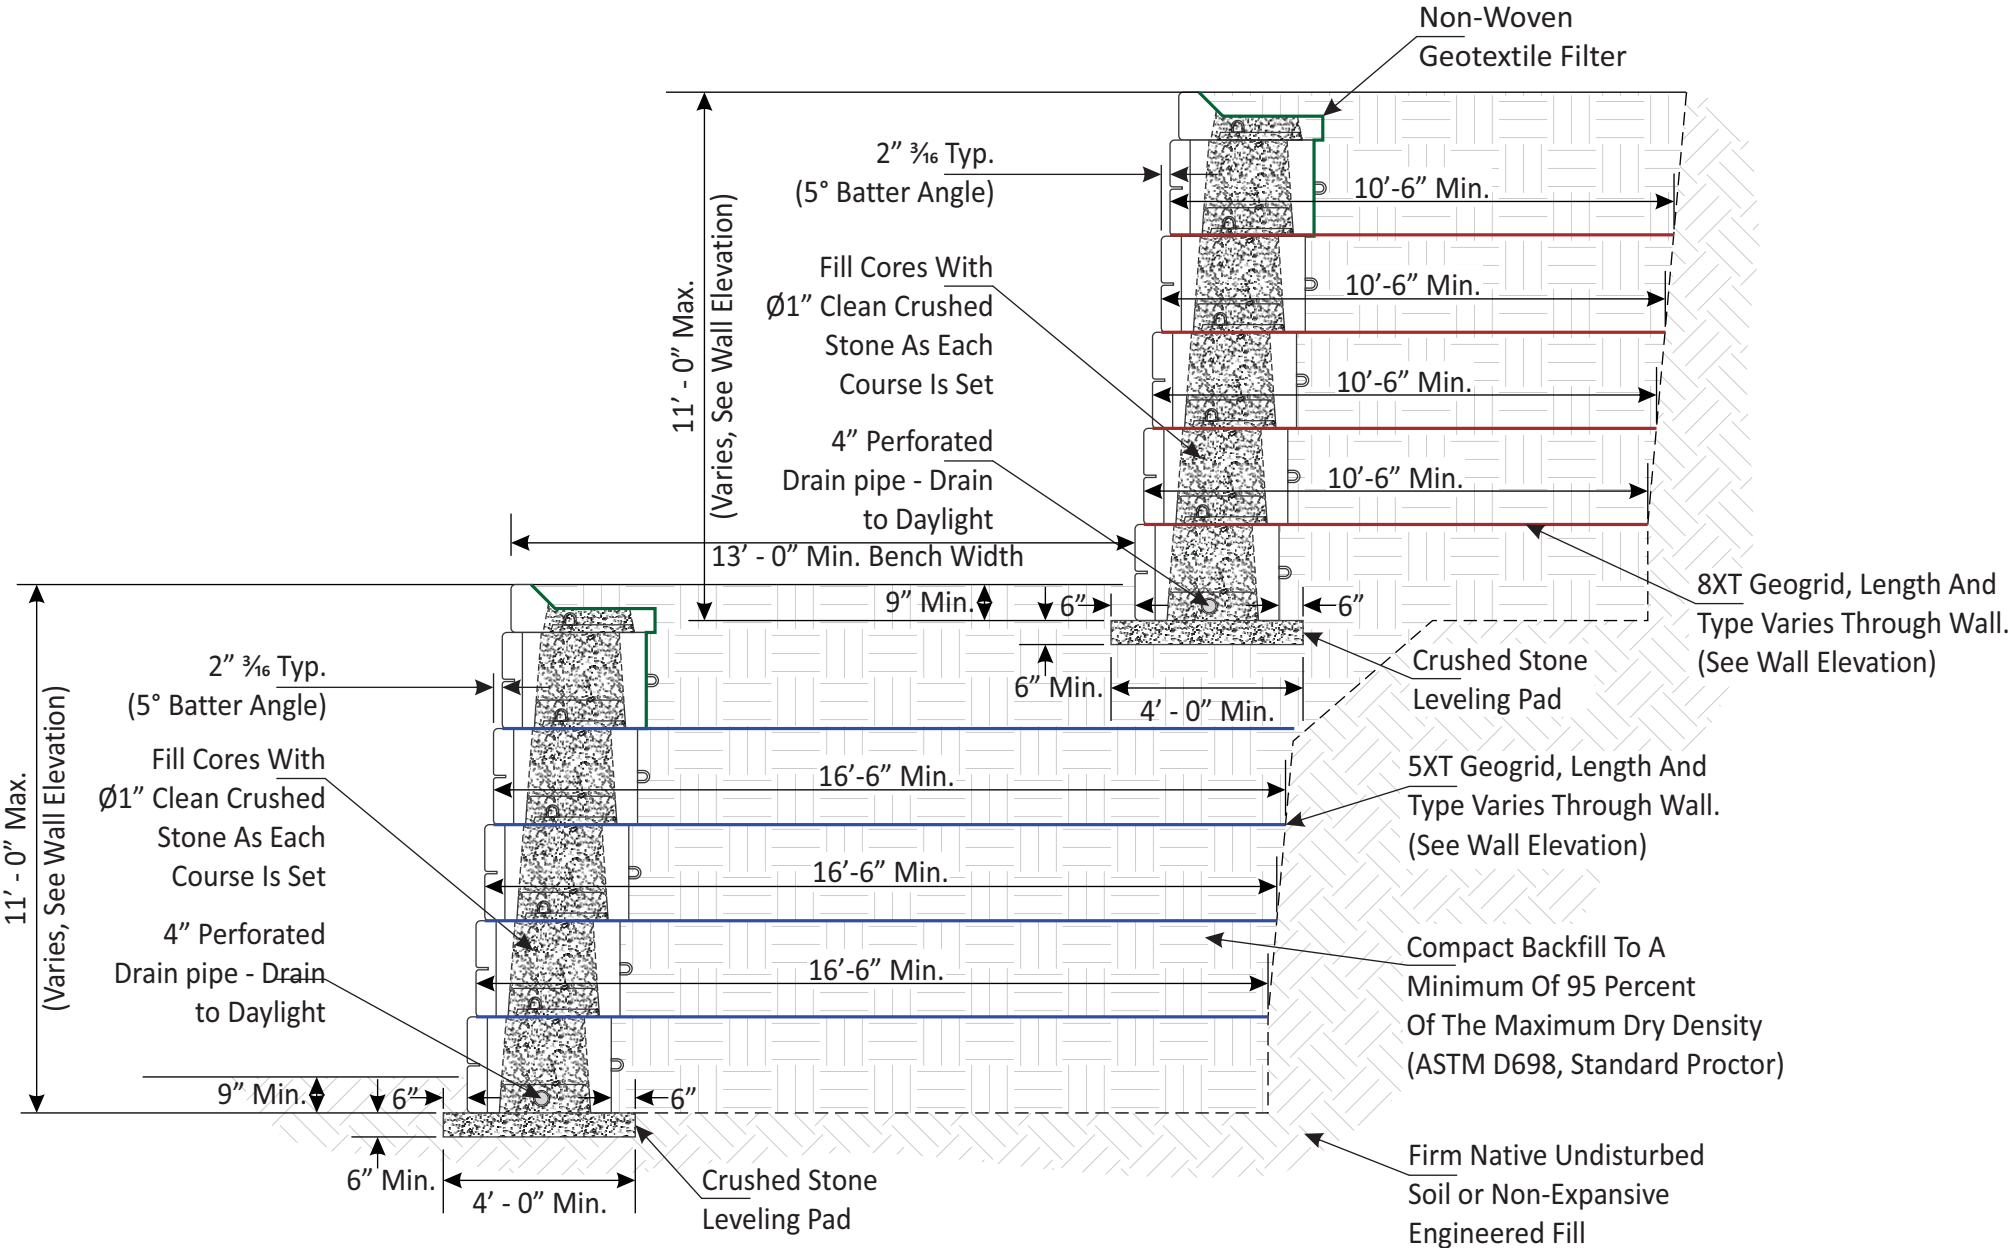 Non-Woven
Geotextile Filter
2” ³⁄₁₆ Typ.
(5° Batter Angle)
10’-6” Min.
11’ - 0” Max.
(Varies, See Wall Elevation)
Fill Cores With
Ø1” Clean Crushed
Stone As Each
Course Is Set
10’-6” Min.
10’-6” Min.
4” Perforated
Drain pipe - Drain
to Daylight
10’-6” Min.
13’ - 0” Min. Bench Width
9” Min.
6”
6”
8XT Geogrid, Length And
Type Varies Through Wall.
(See Wall Elevation)
Crushed Stone
Leveling Pad
6” Min.
4’ - 0” Min.
2” ³⁄₁₆ Typ.
(5° Batter Angle)
11’ - 0” Max.
(Varies, See Wall Elevation)
Fill Cores With
Ø1” Clean Crushed
Stone As Each
Course Is Set
16’-6” Min.
5XT Geogrid, Length And
Type Varies Through Wall.
(See Wall Elevation)
16’-6” Min.
4” Perforated
Drain pipe - Drain
to Daylight
16’-6” Min.
Compact Backfill To A
Minimum Of 95 Percent
Of The Maximum Dry Density
(ASTM D698, Standard Proctor)
9” Min.
6”
6”
6” Min.
4’ - 0” Min.
Crushed Stone
Leveling Pad
Firm Native Undisturbed
Soil or Non-Expansive
Engineered Fill